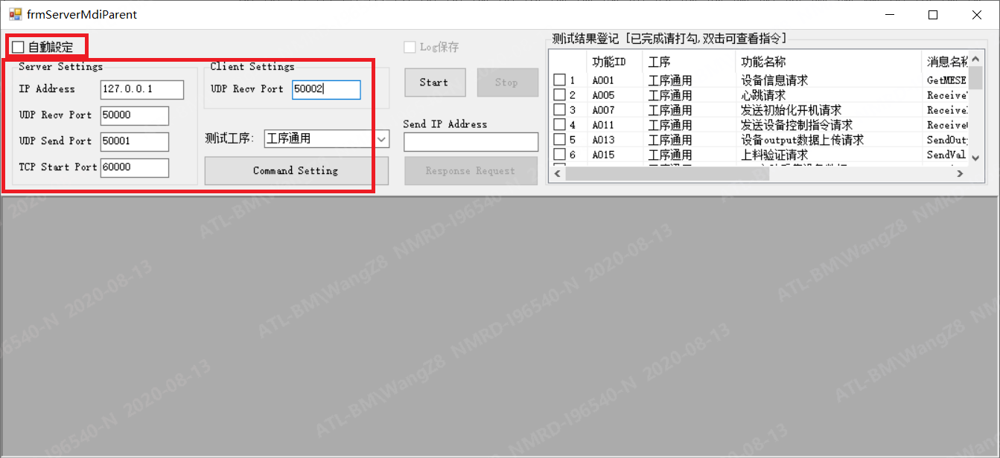 frmServerMdiParent
自動設定
Log保存
测试结果登记 [已完成请打勾,双击可查看指令]
Server Settings
Client Settings
IP Address 127.0.0.1
UDP Recv Port 50002
UDP Recv Port 50000
UDP Send Port 50001
TCP Start Port 60000
测试工序: 工序通用
Command Setting
Start
Stop
Send IP Address
Response Request
功能ID 工序 功能名称 消息名称
1 A001 工序通用 设备信息请求 GetMESE
2 A005 工序通用 心跳请求 Receive
3 A007 工序通用 发送初始化开机请求 Receive
4 A011 工序通用 发送设备控制指令请求 Receive
5 A013 工序通用 设备output数据上传请求 SendOut
6 A015 工序通用 上料验证请求 SendVal
ATL-BM\WangZ8 NMRD-I96540-N 2020-08-13